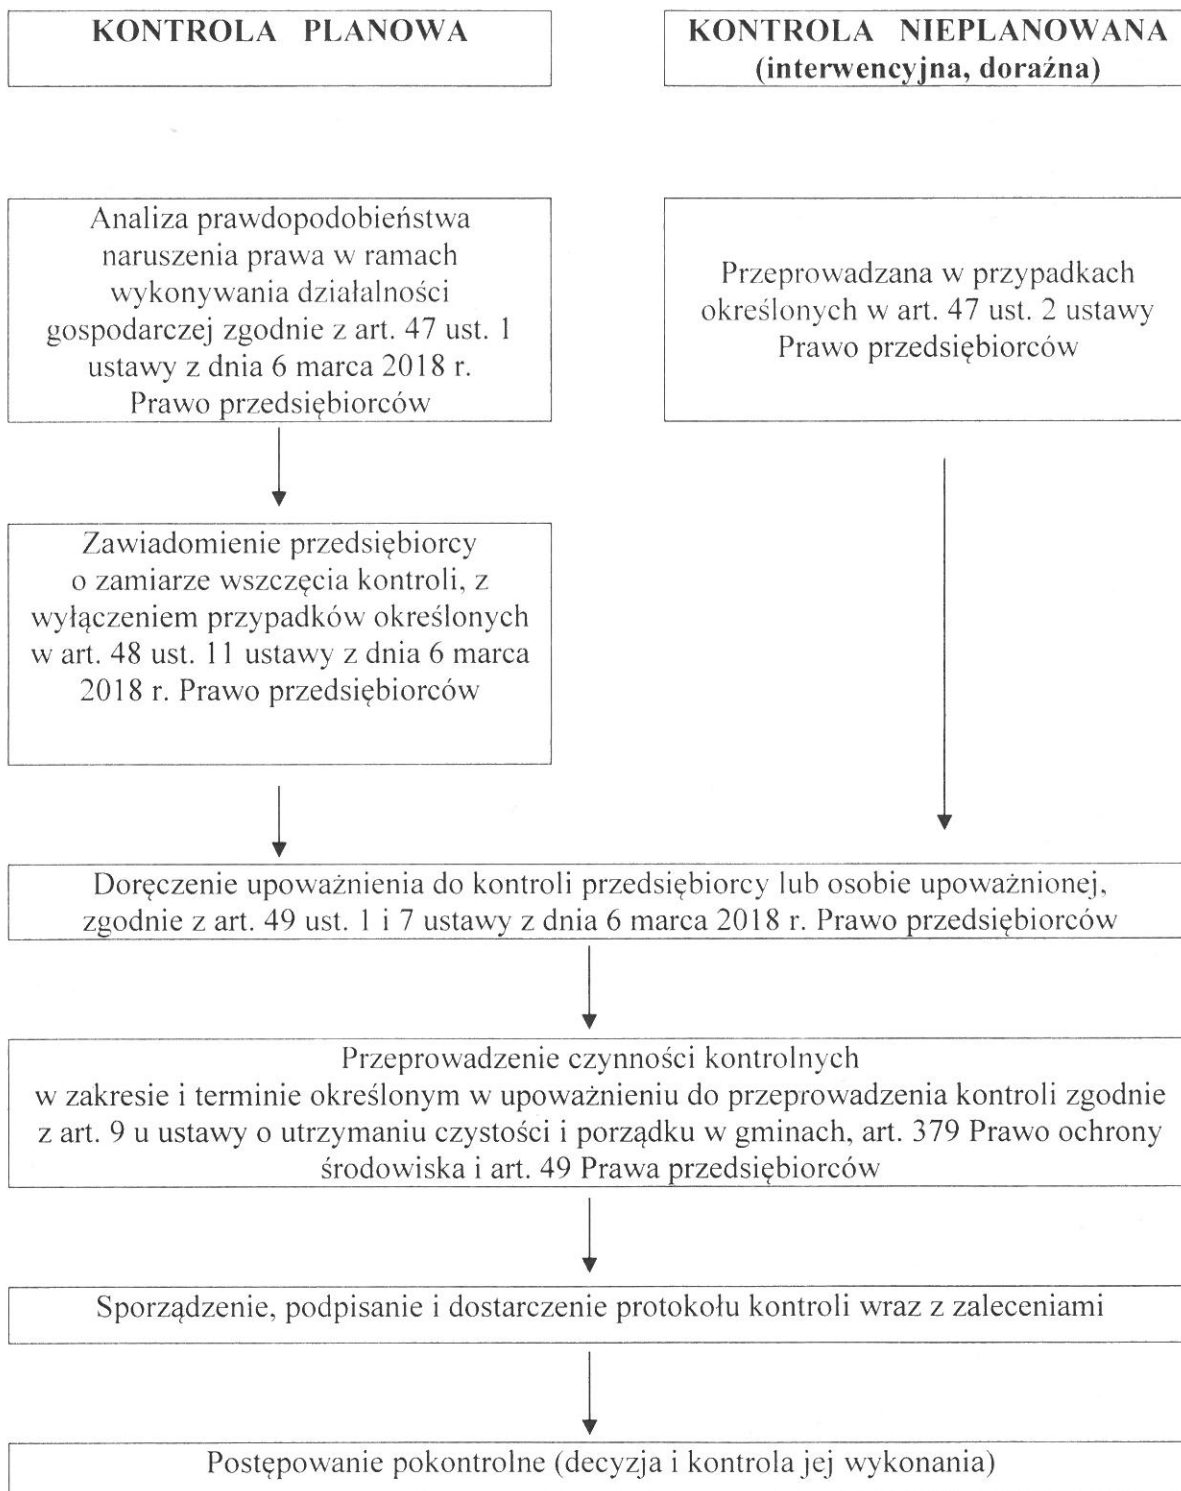 KONTROLA PLANOWA
KONTROLA NIEPLANOWANA
(interwencyjna, doraźna)
Analiza prawdopodobieństwa
naruszenia prawa w ramach
wykonywania działalności
gospodarczej zgodnie z art. 47 ust. 1
ustawy z dnia 6 marca 2018 r.
Prawo przedsiębiorców
Przeprowadzana w przypadkach
określonych w art. 47 ust. 2 ustawy
Prawo przedsiębiorców
Zawiadomienie przedsiębiorcy
o zamiarze wszczęcia kontroli, z
wyłączeniem przypadków określonych
w art. 48 ust. 11 ustawy z dnia 6 marca
2018 r. Prawo przedsiębiorców
Doręczenie upoważnienia do kontroli przedsiębiorcy lub osobie upoważnionej,
zgodnie z art. 49 ust. 1 i 7 ustawy z dnia 6 marca 2018 r. Prawo przedsiębiorców
Przeprowadzenie czynności kontrolnych
w zakresie i terminie określonym w upoważnieniu do przeprowadzenia kontroli zgodnie
z art. 9 u ustawy o utrzymaniu czystości i porządku w gminach, art. 379 Prawo ochrony
środowiska i art. 49 Prawa przedsiębiorców
Sporządzenie, podpisanie i dostarczenie protokołu kontroli wraz z zaleceniami
Postępowanie pokontrolne (decyzja i kontrola jej wykonania)